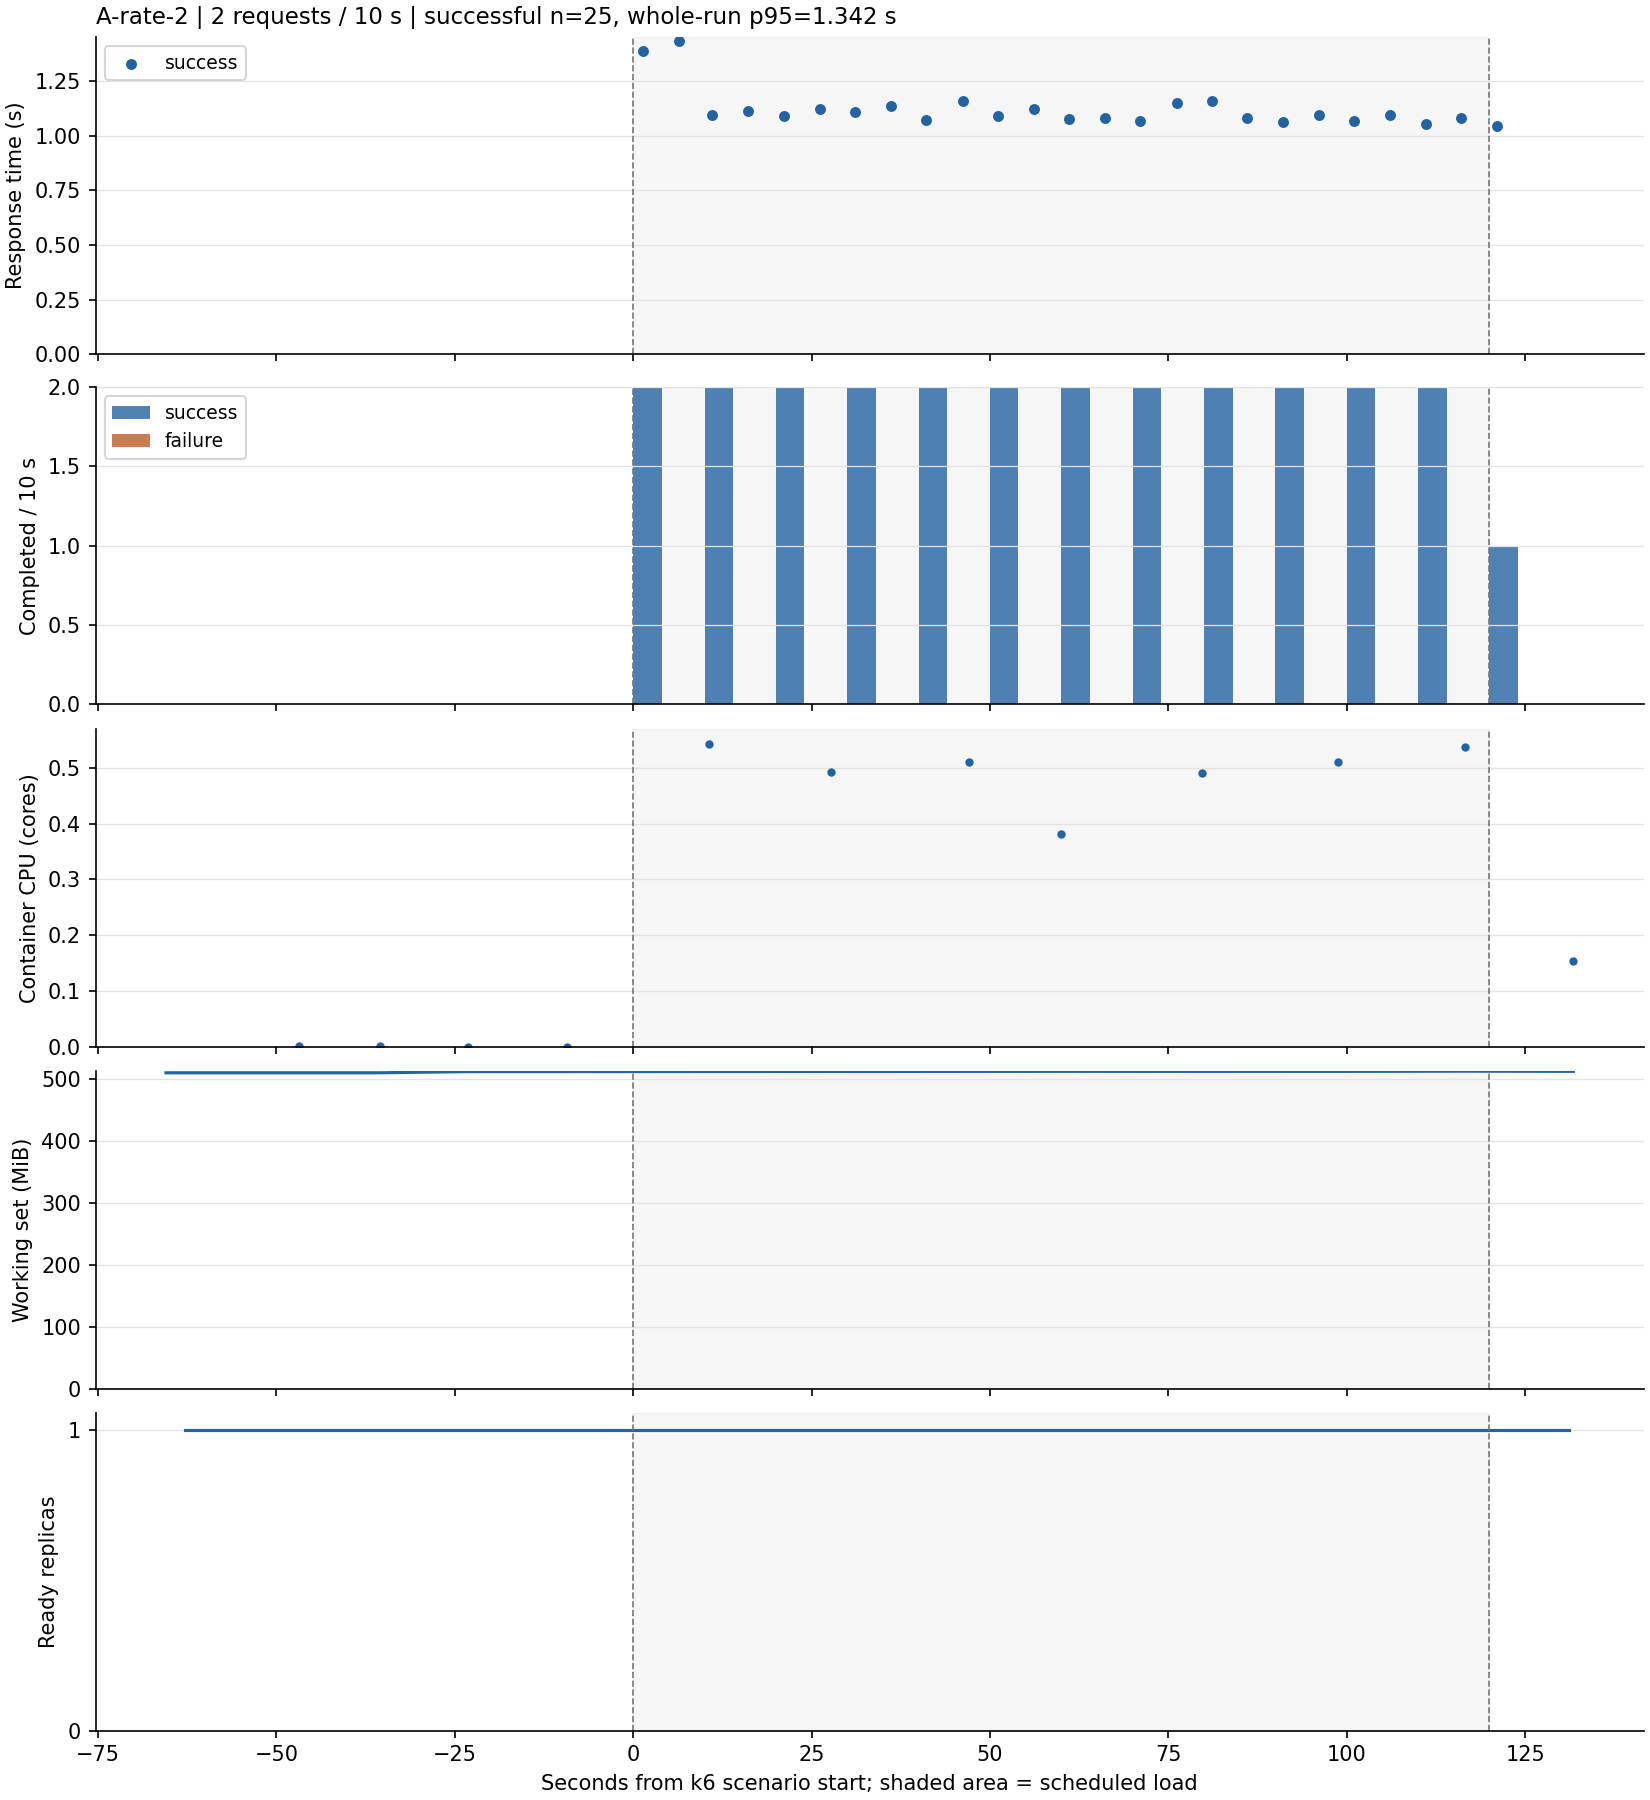 A-rate-2 | 2 requests / 10 s | successful n=25, whole-run p95=1.342 s
success
1.25
1.00
0.75
0.50
0.25
0.00
Response time (s)
success
failure
2.0
1.5
1.0
0.5
0.0
Completed / 10 s
0.5
0.4
0.3
0.2
0.1
0.0
Container CPU (cores)
500
400
300
200
100
0
Working set (MiB)
1
0
Ready replicas
−75 −50 −25 0 25 50 75 100 125
Seconds from k6 scenario start; shaded area = scheduled load